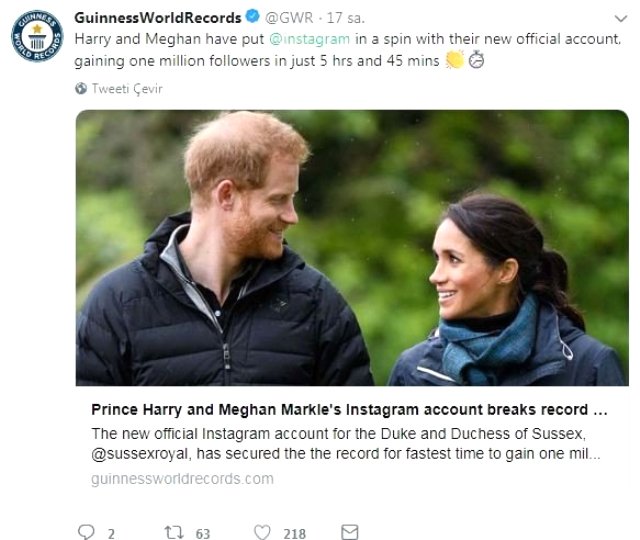 GuinnessWorldRecords @GWR · 17 sa.
Harry and Meghan have put @instagram in a spin with their new official account,
gaining one million followers in just 5 hrs and 45 mins 👏 ⏱
Tweeti Çevir
Prince Harry and Meghan Markle's Instagram account breaks record ...
The new official Instagram account for the Duke and Duchess of Sussex,
@sussexroyal, has secured the the record for fastest time to gain one mil...
guinnessworldrecords.com
2 63 218
GUINNESS
WORLD RECORDS